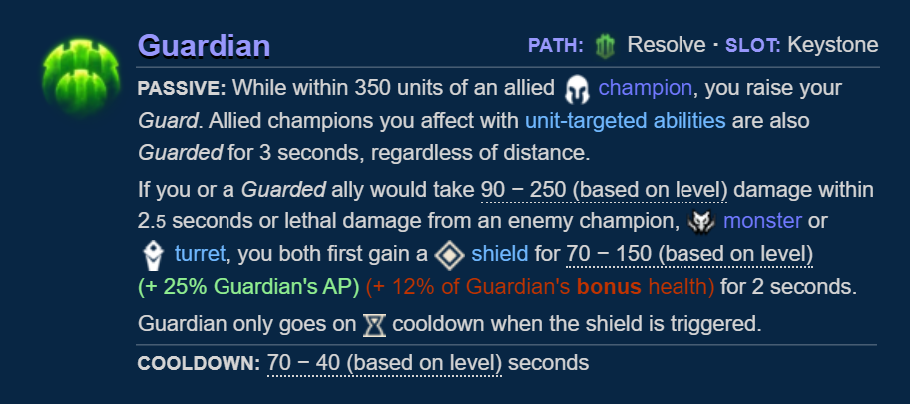 Guardian PATH: Resolve · SLOT: Keystone
PASSIVE: While within 350 units of an allied champion, you raise your
Guard. Allied champions you affect with unit-targeted abilities are also
Guarded for 3 seconds, regardless of distance.
If you or a Guarded ally would take 90 − 250 (based on level) damage within
2.5 seconds or lethal damage from an enemy champion, monster or
turret, you both first gain a shield for 70 − 150 (based on level)
(+ 25% Guardian's AP) (+ 12% of Guardian's bonus health) for 2 seconds.
Guardian only goes on cooldown when the shield is triggered.
COOLDOWN: 70 − 40 (based on level) seconds